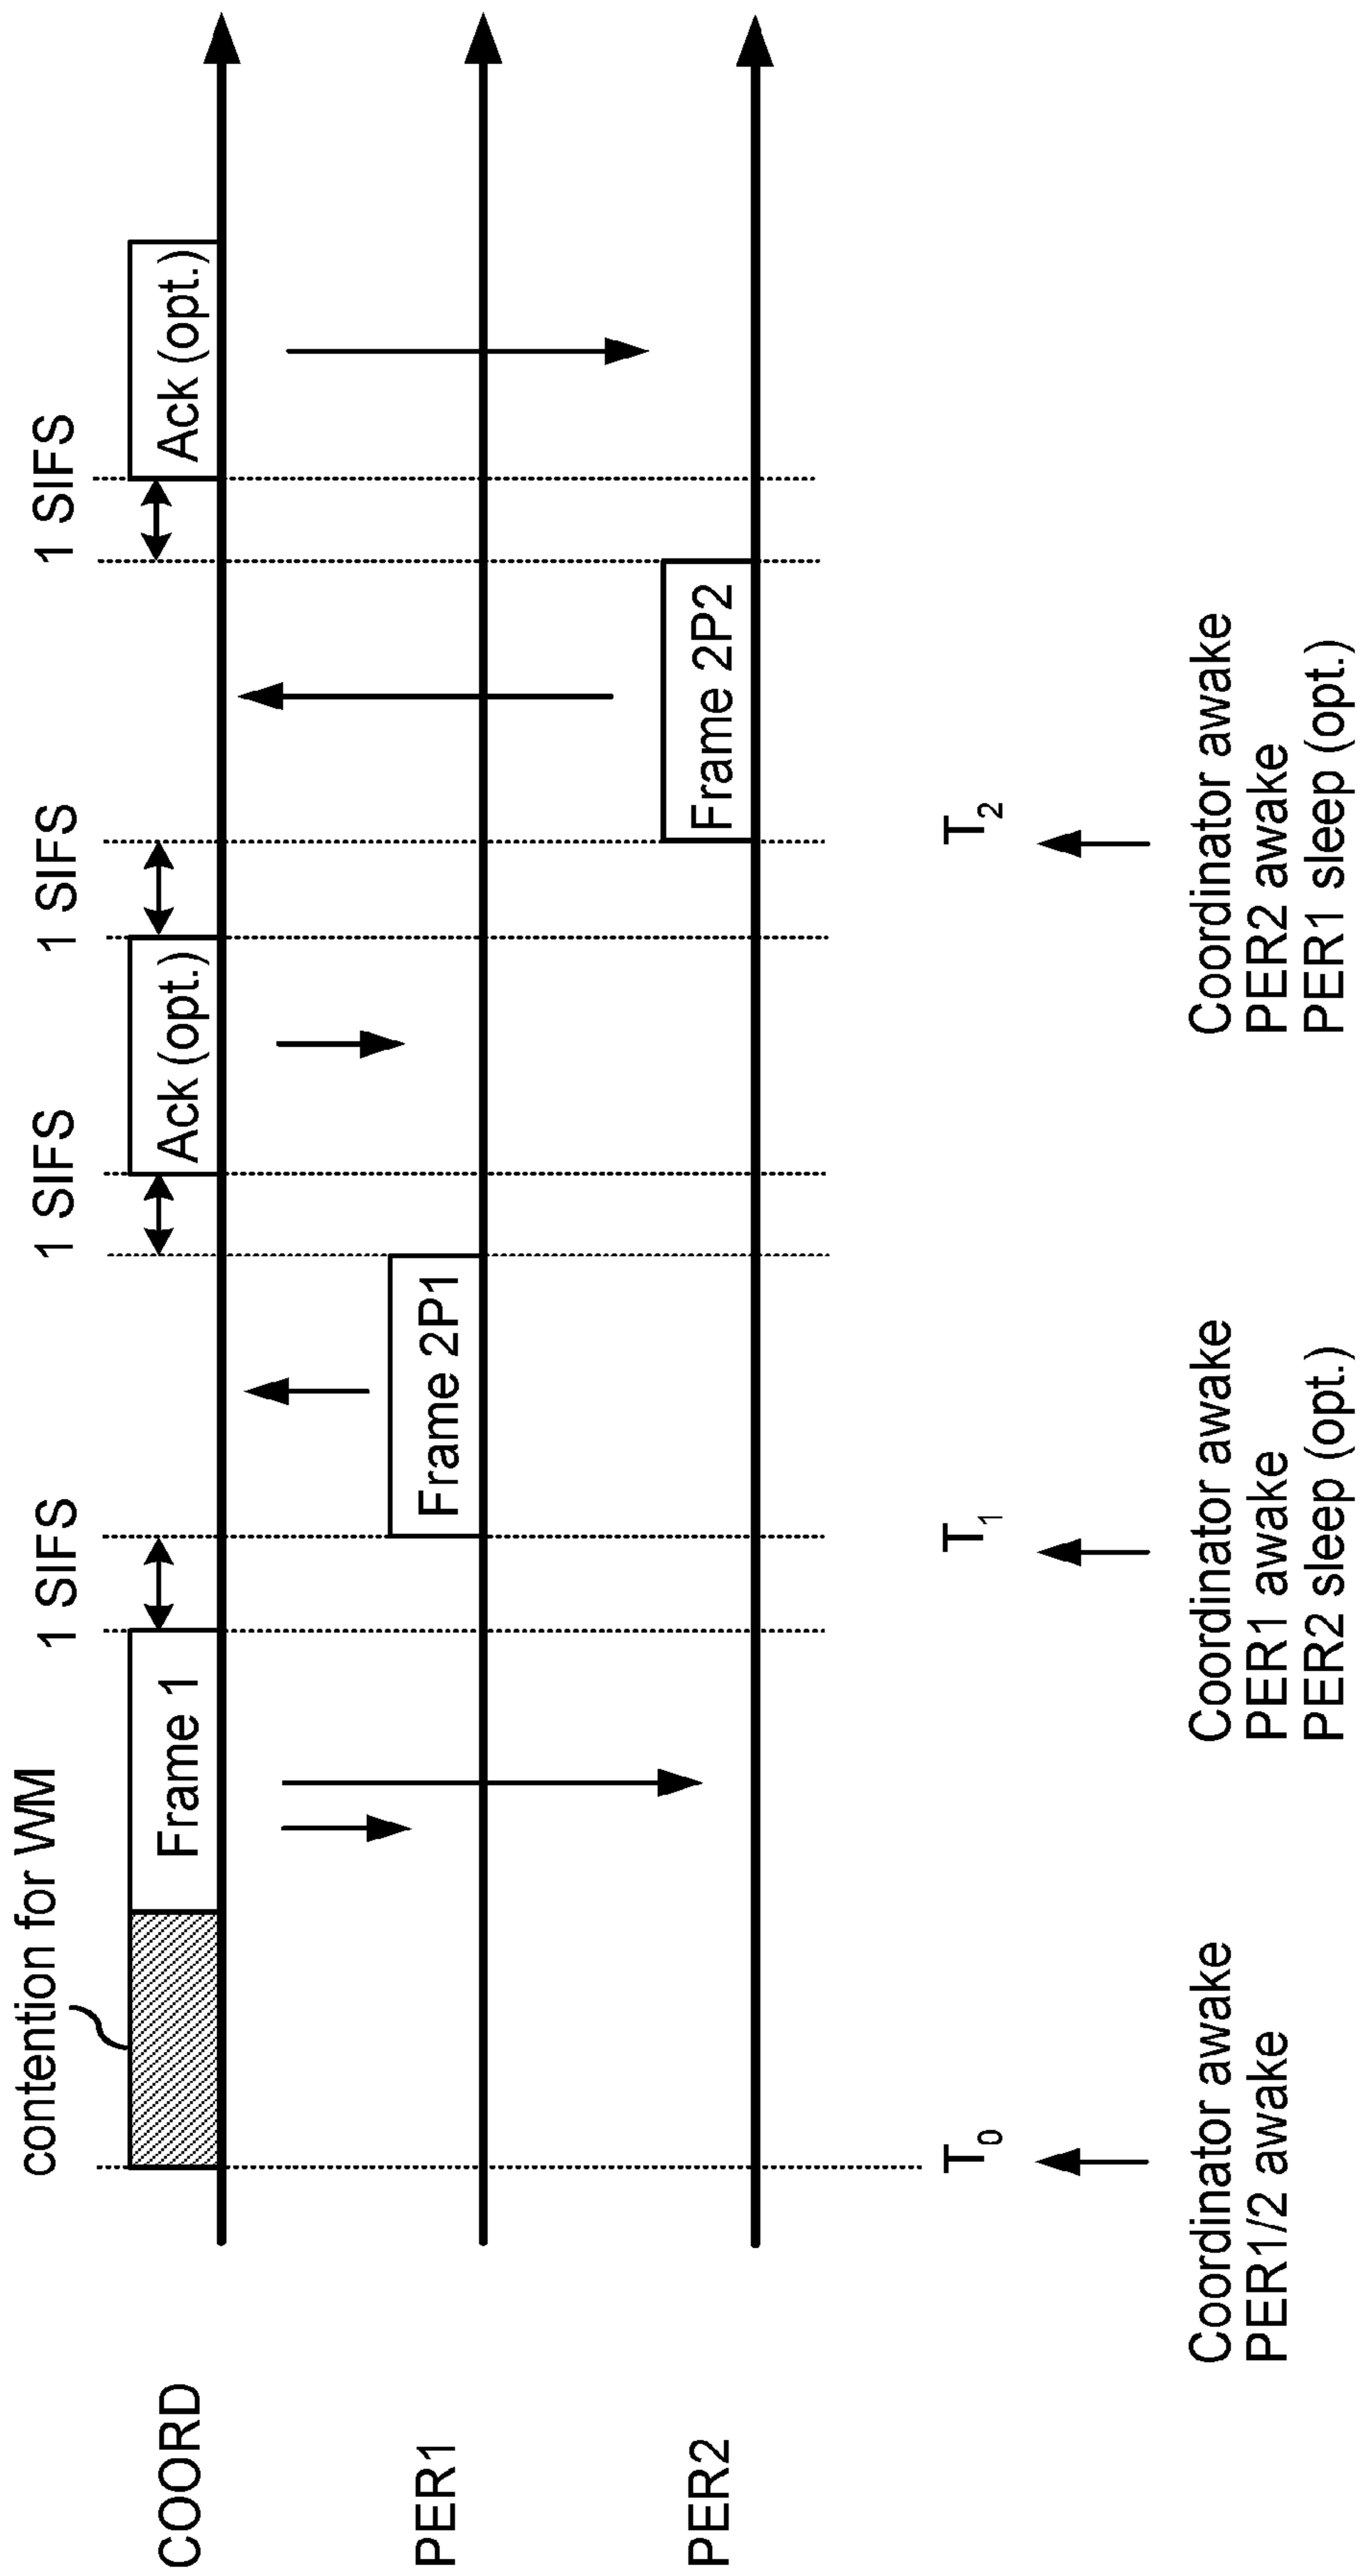 contention for WM
1 SIFS
1 SIFS
1 SIFS
1 SIFS
COORD
Frame 1
Ack (opt.)
Ack (opt.)
PER1
Frame 2P1
PER2
Frame 2P2
T0
T1
T2
Coordinator awake
PER1/2 awake
Coordinator awake
PER1 awake
PER2 sleep (opt.)
Coordinator awake
PER2 awake
PER1 sleep (opt.)